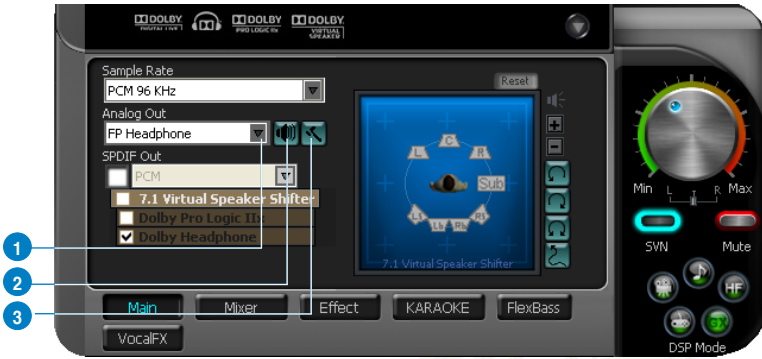 DOLBY DIGITAL LIVE
DOLBY PRO LOGIC IIx
DOLBY VIRTUAL SPEAKER
Sample Rate
PCM 96 KHz
Reset
Analog Out
FP Headphone
SPDIF Out
PCM
7.1 Virtual Speaker Shifter
Dolby Pro Logic IIx
Dolby Headphone
L
C
R
Sub
Ls
Lb
Rb
Rs
7.1 Virtual Speaker Shifter
Min
L
R
Max
SVN
Mute
HF
GX
DSP Mode
1
2
3
Main
Mixer
Effect
KARAOKE
FlexBass
VocalFX